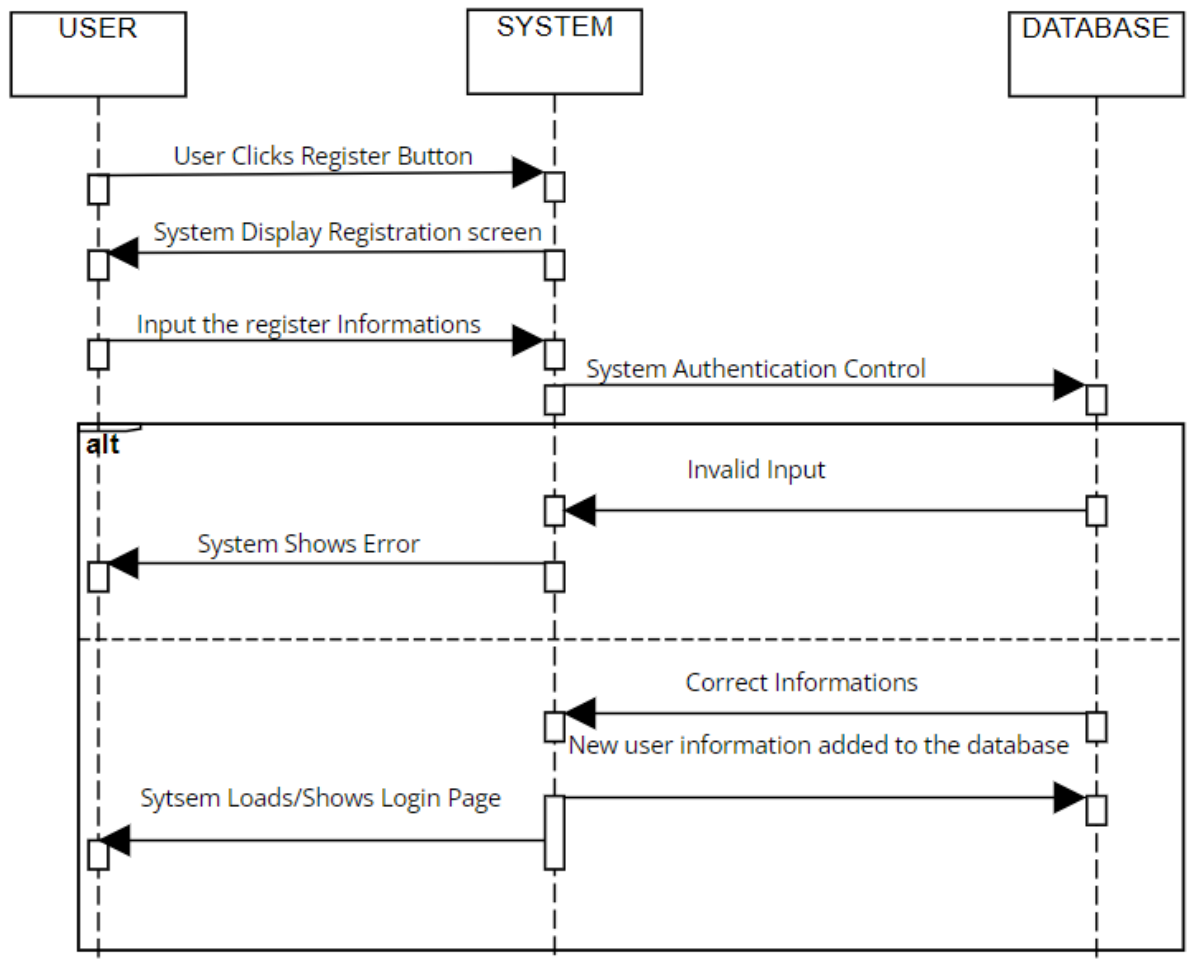 USER
SYSTEM
DATABASE
User Clicks Register Button
System Display Registration screen
Input the register Informations
System Authentication Control
alt
Invalid Input
System Shows Error
Correct Informations
New user information added to the database
Sytsem Loads/Shows Login Page